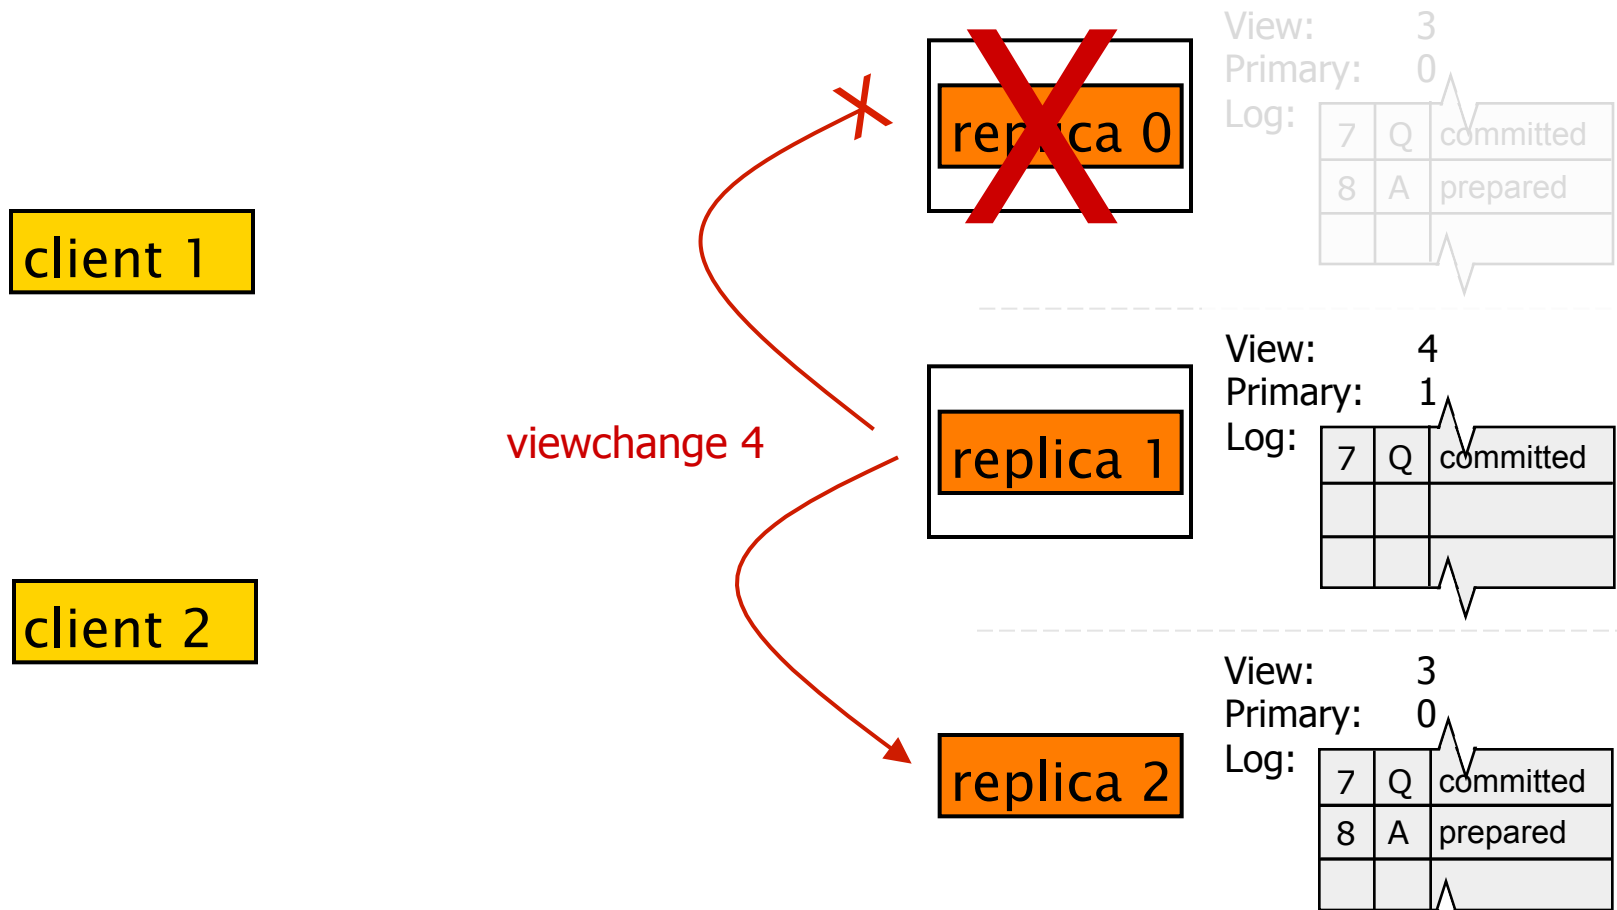 View: 3
Primary: 0
Log:
7 Q committed
8 A prepared
replica 0
client 1
viewchange 4
replica 1
View: 4
Primary: 1
Log:
7 Q committed
client 2
replica 2
View: 3
Primary: 0
Log:
7 Q committed
8 A prepared